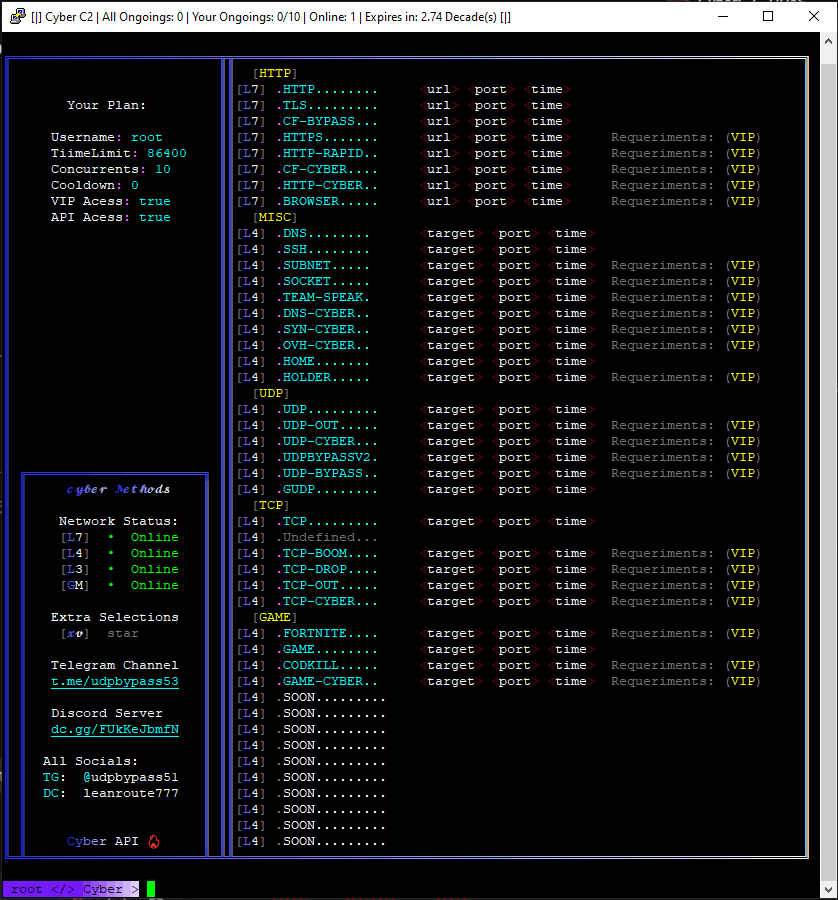 [|] Cyber C2 | All Ongoings: 0 | Your Ongoings: 0/10 | Online: 1 | Expires in: 2.74 Decade(s) [|]
Your Plan:
Username: root
TiimeLimit: 86400
Concurrents: 10
Cooldown: 0
VIP Acess: true
API Acess: true
Cyber Methods
Network Status:
[L7] • Online
[L4] • Online
[L3] • Online
[GM] • Online
Extra Selections
[xv] star
Telegram Channel
t.me/udpbypass53
Discord Server
dc.gg/FUkKeJbmfN
All Socials:
TG: @udpbypass51
DC: leanroute777
Cyber API
[HTTP]
[L7] .HTTP........ <url> <port> <time>
[L7] .TLS......... <url> <port> <time>
[L7] .CF-BYPASS... <url> <port> <time>
[L7] .HTTPS....... <url> <port> <time> Requeriments: (VIP)
[L7] .HTTP-RAPID.. <url> <port> <time> Requeriments: (VIP)
[L7] .CF-CYBER.... <url> <port> <time> Requeriments: (VIP)
[L7] .HTTP-CYBER.. <url> <port> <time> Requeriments: (VIP)
[L7] .BROWSER..... <url> <port> <time> Requeriments: (VIP)
[MISC]
[L4] .DNS......... <target> <port> <time>
[L4] .SSH......... <target> <port> <time>
[L4] .SUBNET..... <target> <port> <time> Requeriments: (VIP)
[L4] .SOCKET..... <target> <port> <time> Requeriments: (VIP)
[L4] .TEAM-SPEAK. <target> <port> <time> Requeriments: (VIP)
[L4] .DNS-CYBER.. <target> <port> <time> Requeriments: (VIP)
[L4] .SYN-CYBER.. <target> <port> <time> Requeriments: (VIP)
[L4] .OVH-CYBER.. <target> <port> <time> Requeriments: (VIP)
[L4] .HOME....... <target> <port> <time>
[L4] .HOLDER..... <target> <port> <time> Requeriments: (VIP)
[UDP]
[L4] .UDP......... <target> <port> <time>
[L4] .UDP-OUT..... <target> <port> <time> Requeriments: (VIP)
[L4] .UDP-CYBER... <target> <port> <time> Requeriments: (VIP)
[L4] .UDPBYPASSV2. <target> <port> <time> Requeriments: (VIP)
[L4] .UDP-BYPASS.. <target> <port> <time> Requeriments: (VIP)
[L4] .GUDP........ <target> <port> <time>
[TCP]
[L4] .TCP......... <target> <port> <time>
[L4] .Undefined...
[L4] .TCP-BOOM.... <target> <port> <time> Requeriments: (VIP)
[L4] .TCP-DROP.... <target> <port> <time> Requeriments: (VIP)
[L4] .TCP-OUT..... <target> <port> <time> Requeriments: (VIP)
[L4] .TCP-CYBER... <target> <port> <time> Requeriments: (VIP)
[GAME]
[L4] .FORTNITE.... <target> <port> <time> Requeriments: (VIP)
[L4] .GAME........ <target> <port> <time>
[L4] .CODKILL..... <target> <port> <time> Requeriments: (VIP)
[L4] .GAME-CYBER.. <target> <port> <time> Requeriments: (VIP)
[L4] .SOON.........
[L4] .SOON.........
[L4] .SOON.........
[L4] .SOON.........
[L4] .SOON.........
[L4] .SOON.........
[L4] .SOON.........
[L4] .SOON.........
[L4] .SOON.........
[L4] .SOON.........
root </> Cyber >